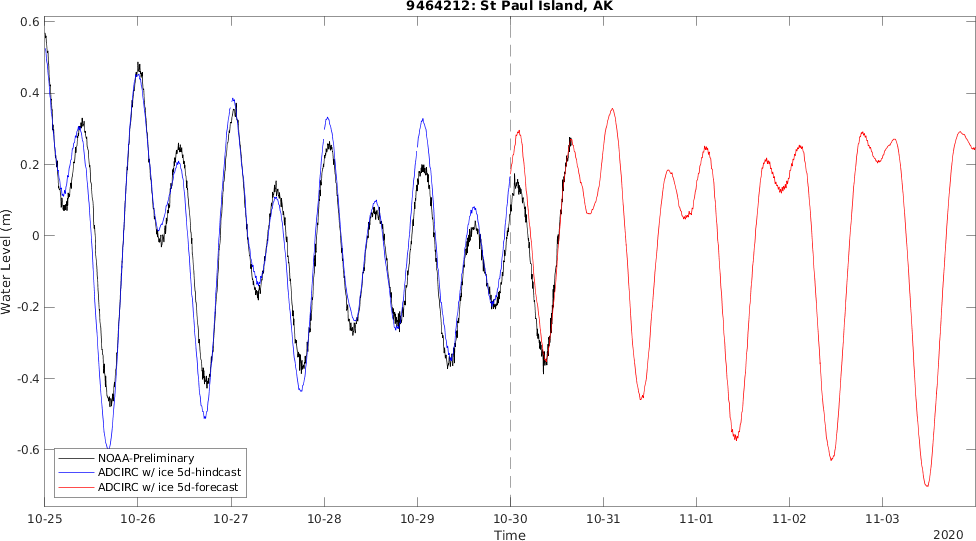 9464212: St Paul Island, AK
0.6
0.4
0.2
0
-0.2
-0.4
-0.6
Water Level (m)
NOAA-Preliminary
ADCIRC w/ ice 5d-hindcast
ADCIRC w/ ice 5d-forecast
10-25 10-26 10-27 10-28 10-29 10-30 10-31 11-01 11-02 11-03
Time
2020